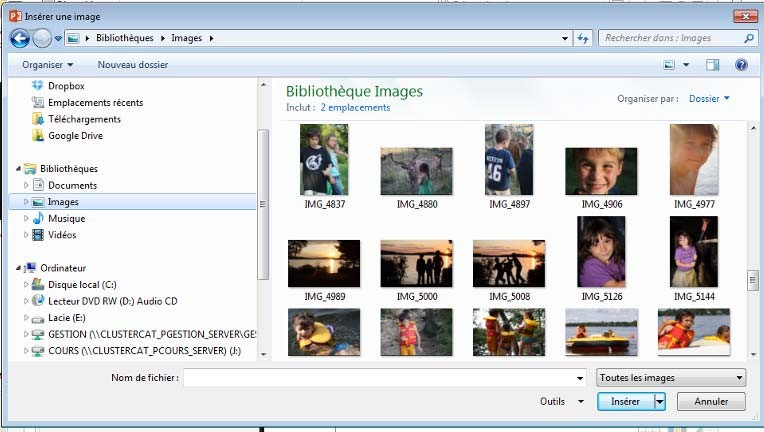 Insérer une image
Bibliothèques Images
Rechercher dans : Images
Organiser Nouveau dossier
Dropbox
Emplacements récents
Téléchargements
Google Drive
Bibliothèques
Documents
Images
Musique
Vidéos
Ordinateur
Disque local (C:)
Lecteur DVD RW (D:) Audio CD
Lacie (E:)
GESTION (\\CLUSTERCAT_PGESTION_SERVER\GES
COURS (\\CLUSTERCAT_PCOURS_SERVER) (J:)
Bibliothèque Images
Inclut : 2 emplacements
Organiser par : Dossier
IMG_4837 IMG_4880 IMG_4897 IMG_4906 IMG_4977
46
IMG_4989 IMG_5000 IMG_5008 IMG_5126 IMG_5144
Nom de fichier :
Toutes les images
Outils Insérer Annuler